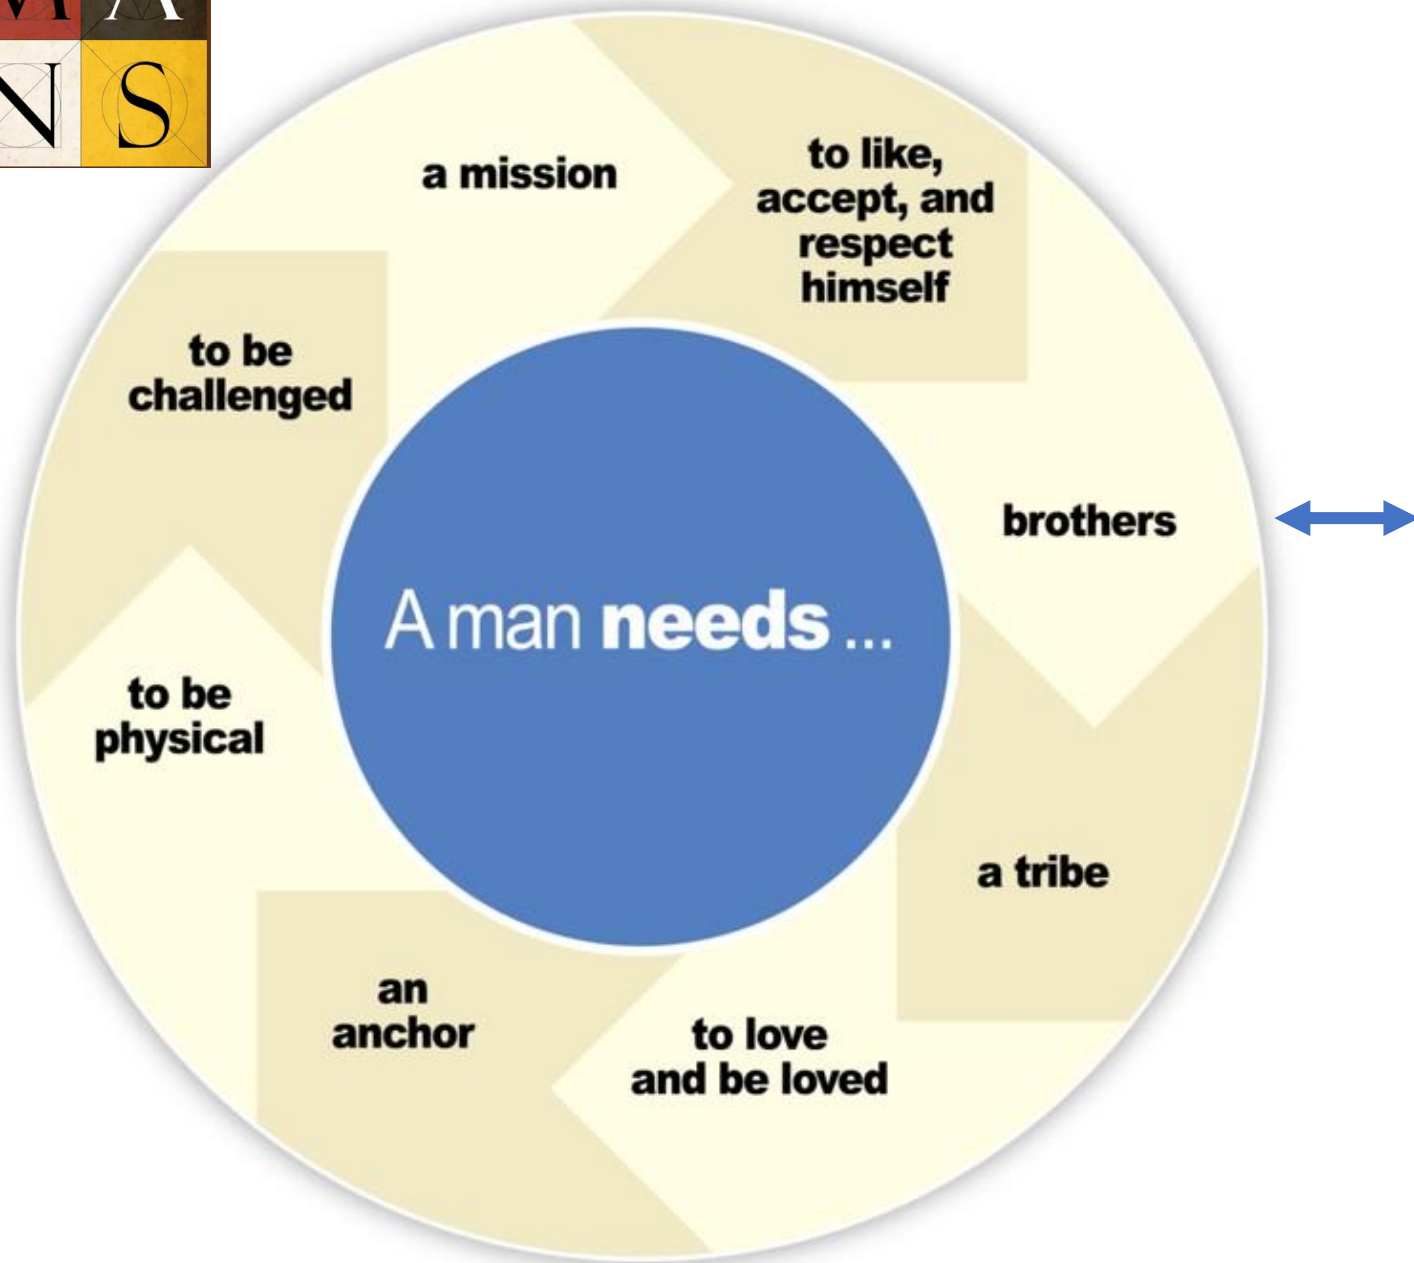 M A
N S
a mission
to like,
accept, and
respect
himself
brothers
a tribe
to love
and be loved
an
anchor
to be
physical
to be
challenged
A man needs ...